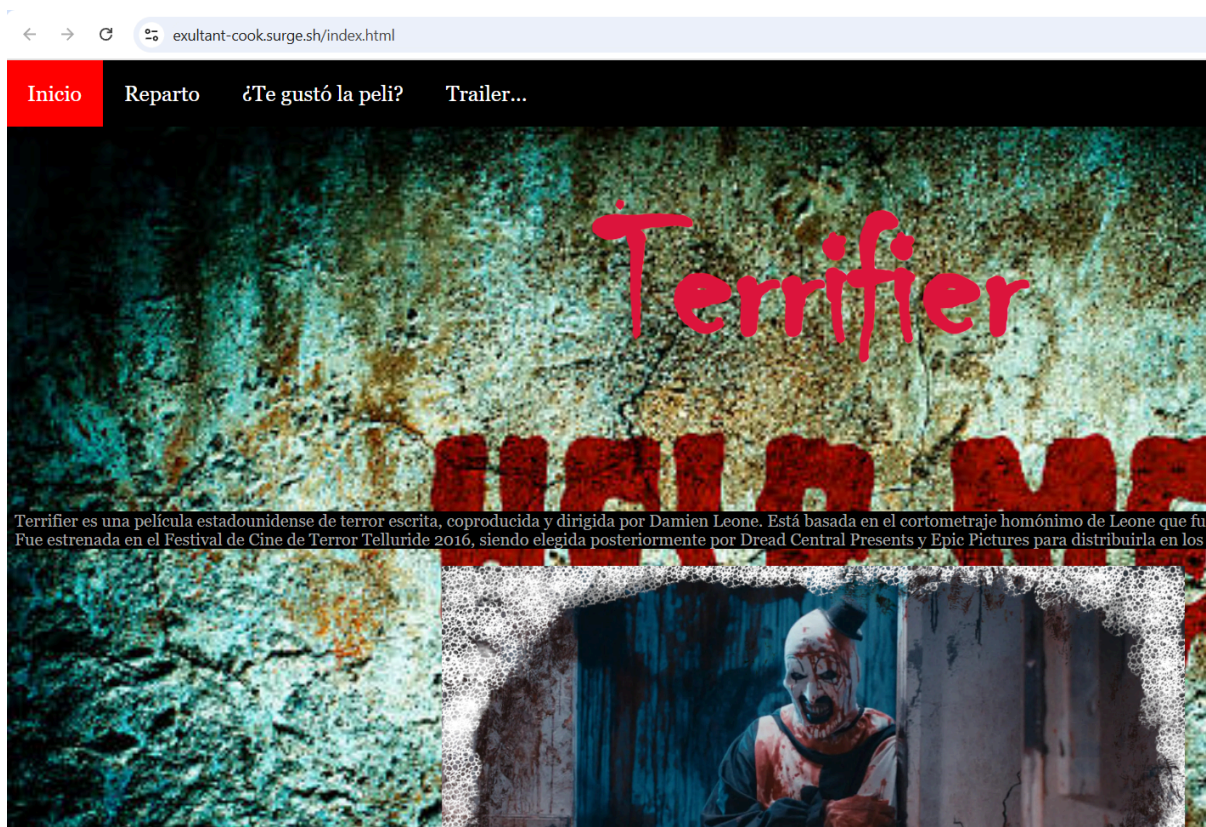 exultant-cook.surge.sh/index.html
Inicio Reparto ¿Te gustó la peli? Trailer...
Terrifier
Terrifier es una película estadounidense de terror escrita, coproducida y dirigida por Damien Leone. Está basada en el cortometraje homónimo de Leone que fu
Fue estrenada en el Festival de Cine de Terror Telluride 2016, siendo elegida posteriormente por Dread Central Presents y Epic Pictures para distribuirla en los